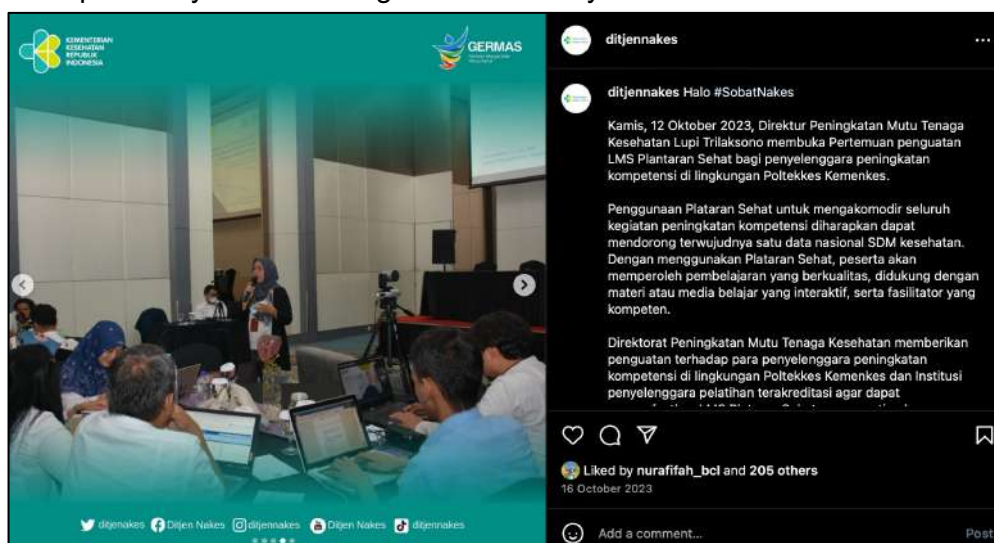 KEMENTERIAN
KESEHATAN
REPUBLIK
INDONESIA
GERMAS
ditjenakes Ditjen Nakes ditjennakes Ditjen Nakes ditjennakes
ditjennakes
ditjennakes Halo #SobatNakes
Kamis, 12 Oktober 2023, Direktur Peningkatan Mutu Tenaga
Kesehatan Lupi Trilaksono membuka Pertemuan penguatan
LMS Plantaran Sehat bagi penyelenggara peningkatan
kompetensi di lingkungan Poltekkes Kemenkes.
Penggunaan Plataran Sehat untuk mengakomodir seluruh
kegiatan peningkatan kompetensi diharapkan dapat
mendorong terwujudnya satu data nasional SDM kesehatan.
Dengan menggunakan Plataran Sehat, peserta akan
memperoleh pembelajaran yang berkualitas, didukung dengan
materi atau media belajar yang interaktif, serta fasilitator yang
kompeten.
Direktorat Peningkatan Mutu Tenaga Kesehatan memberikan
penguatan terhadap para penyelenggara peningkatan
kompetensi di lingkungan Poltekkes Kemenkes dan Institusi
penyelenggara pelatihan terakreditasi agar dapat
Liked by nurafifah_bcl and 205 others
16 October 2023
Add a comment...
Post